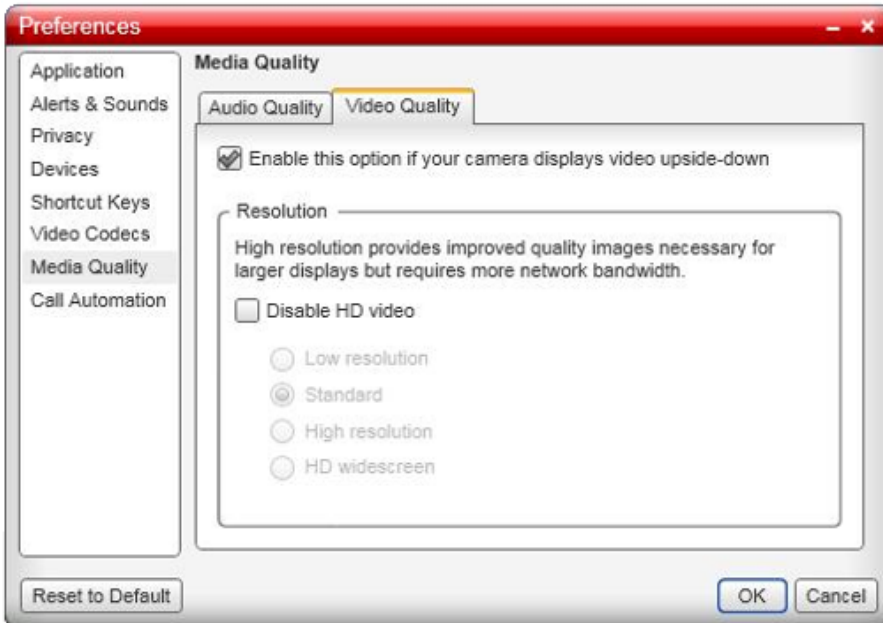 Preferences
Application
Alerts & Sounds
Privacy
Devices
Shortcut Keys
Video Codecs
Media Quality
Call Automation
Media Quality
Audio Quality
Video Quality
Enable this option if your camera displays video upside-down
Resolution
High resolution provides improved quality images necessary for
larger displays but requires more network bandwidth.
Disable HD video
Low resolution
Standard
High resolution
HD widescreen
Reset to Default
OK
Cancel